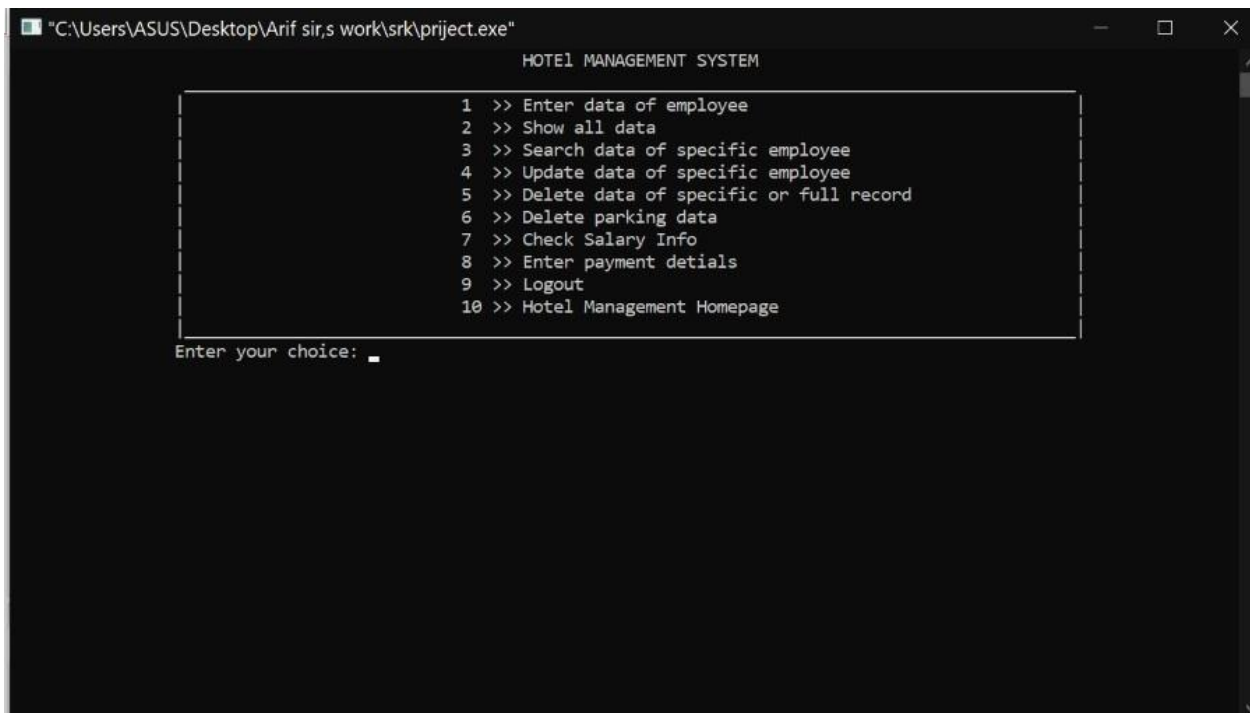 "C:\Users\ASUS\Desktop\Arif sir,s work\srk\priject.exe"
HOTEl MANAGEMENT SYSTEM
1 >> Enter data of employee
2 >> Show all data
3 >> Search data of specific employee
4 >> Update data of specific employee
5 >> Delete data of specific or full record
6 >> Delete parking data
7 >> Check Salary Info
8 >> Enter payment detials
9 >> Logout
10 >> Hotel Management Homepage
Enter your choice: